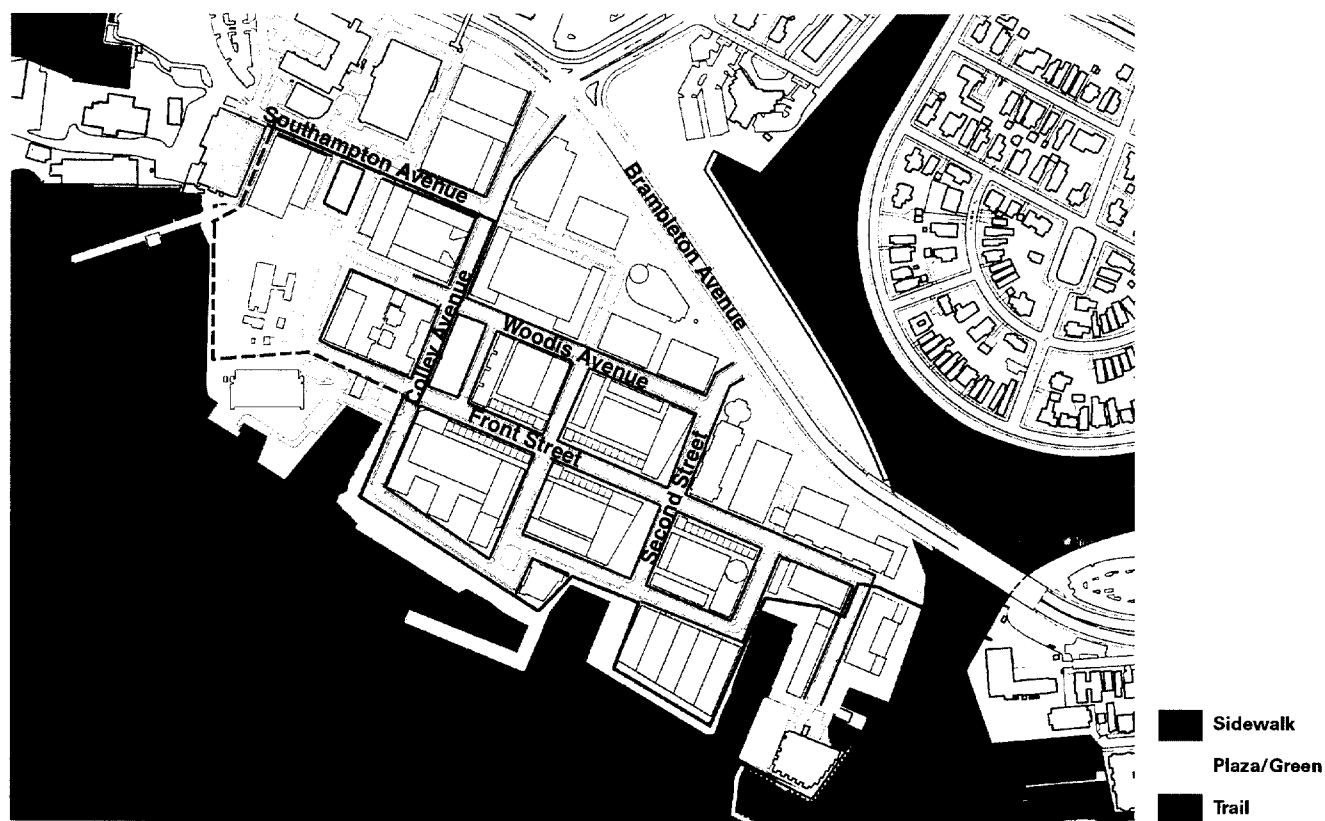 Southampton Avenue
Brambleton Avenue
Colley Avenue
Woodis Avenue
Front Street
Second Street
Sidewalk
Plaza/Green
Trail